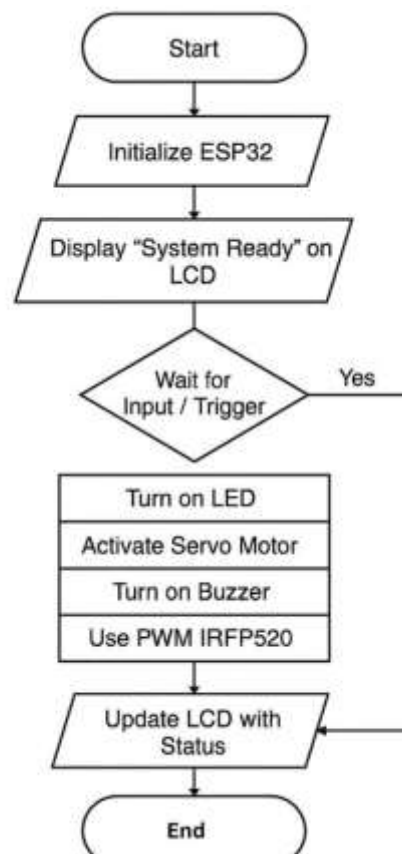 Start
Initialize ESP32
Display “System Ready” on
LCD
Wait for
Input / Trigger
Yes
Turn on LED
Activate Servo Motor
Turn on Buzzer
Use PWM IRFP520
Update LCD with
Status
End